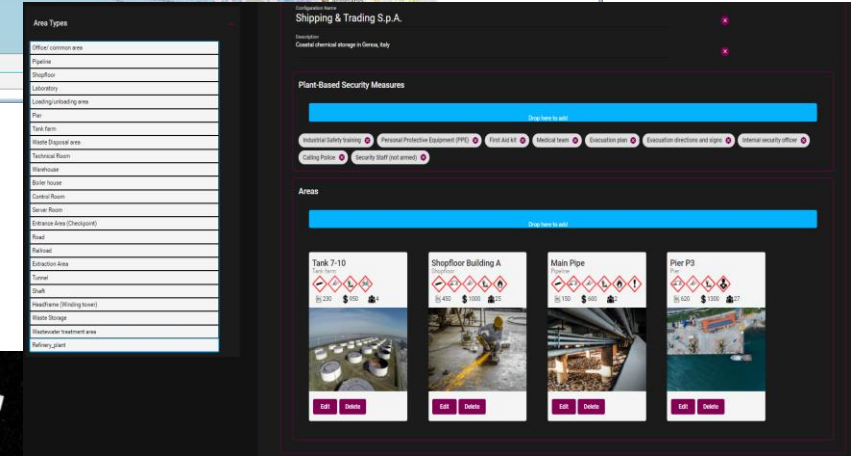 Area Types
Office/ common area
Pipeline
Shopfloor
Laboratory
Loading/unloading area
Pier
Tank farm
Waste Disposal area
Technical Room
Warehouse
Boiler house
Control Room
Server Room
Entrance Area (Checkpoint)
Road
Railroad
Extraction Area
Tunnel
Shaft
Headframe (Winding tower)
Waste Storage
Wastewater treatment area
Refinery_plant
Configuration Name
Shipping & Trading S.p.A.
Description
Coastal chemical storage in Genoa, Italy
Plant-Based Security Measures
Drop here to add!
Industrial Safety training Personal Protective Equipment (PPE) First Aid kit Medical team Evacuation plan Evacuation directions and signs Internal security officer
Calling Police Security Staff (not armed)
Areas
Drop here to add!
Tank 7-10
Tank farm
230 $ 950 4
Edit Delete
Shopfloor Building A
Shopfloor
450 $ 1000 25
Edit Delete
Main Pipe
Pipeline
150 $ 600 2
Edit Delete
Pier P3
Pier
620 $ 1300 27
Edit Delete